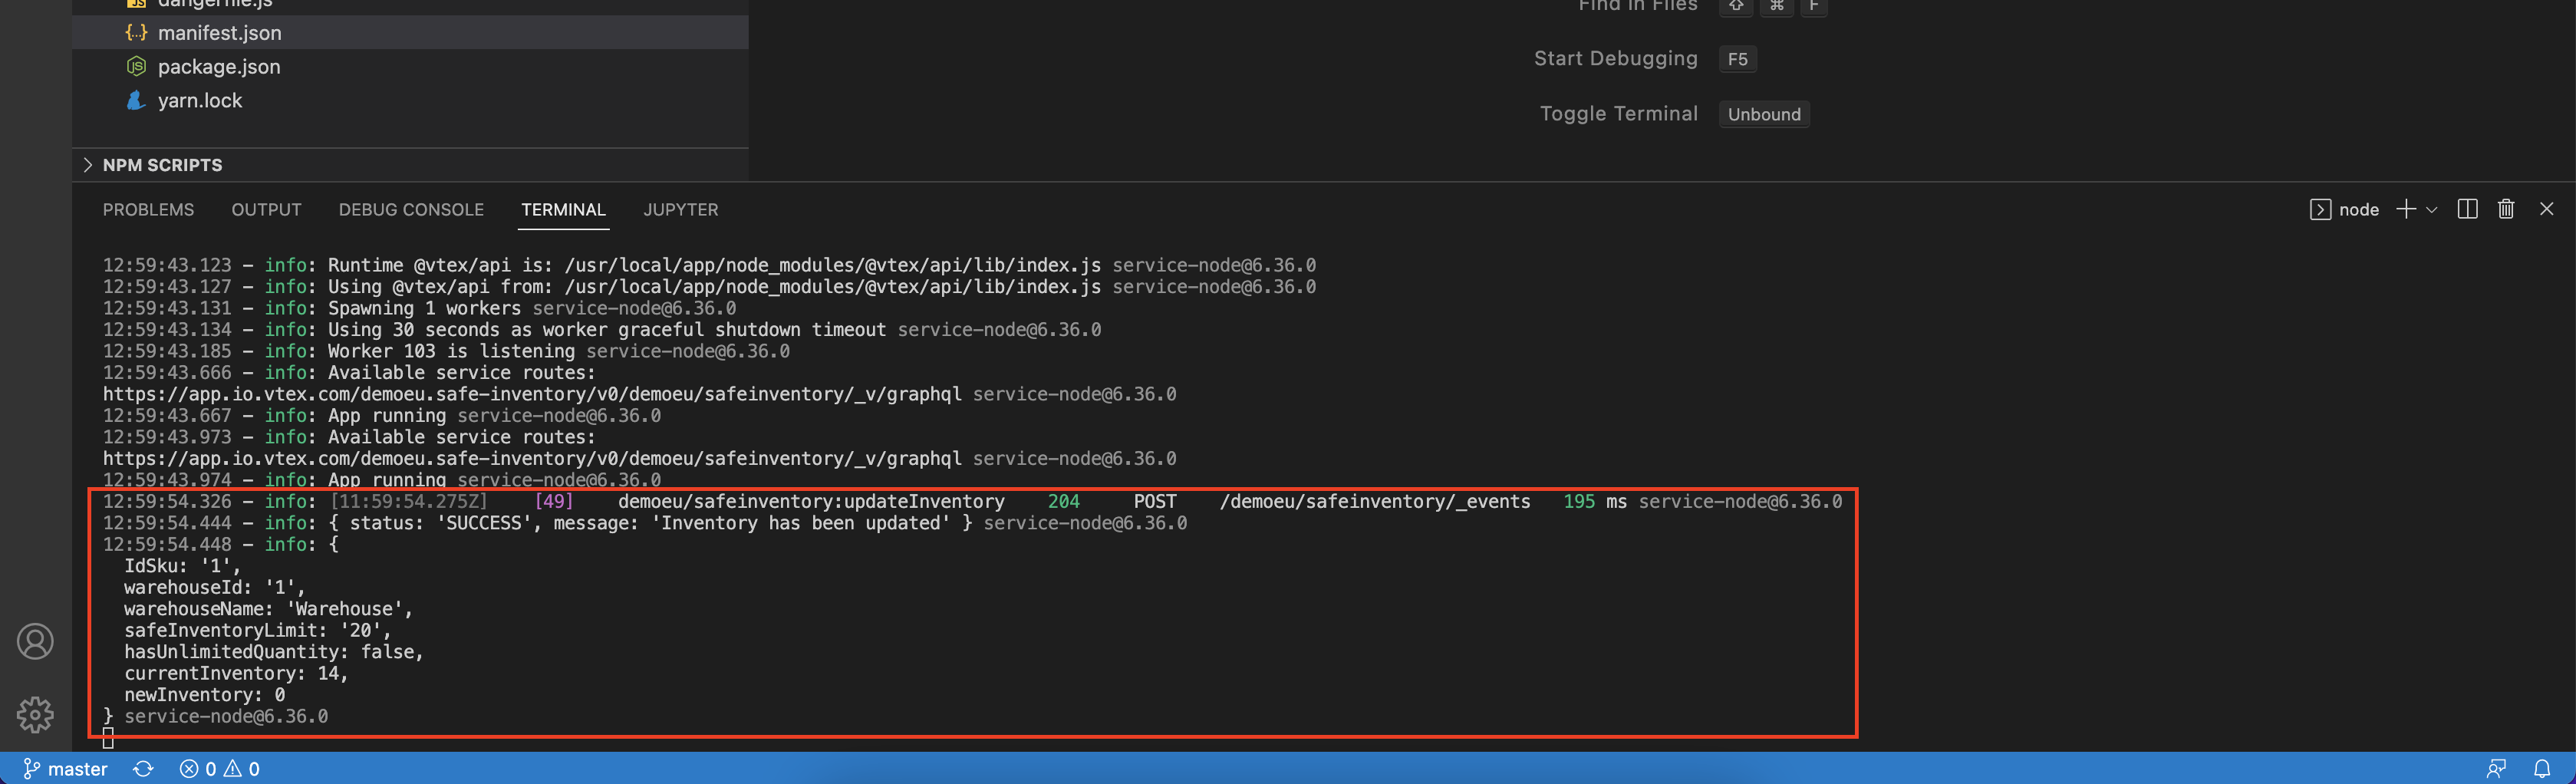 dangerfile.js
manifest.json
package.json
yarn.lock
NPM SCRIPTS
Find in Files ⇧ ⌘ F
Start Debugging F5
Toggle Terminal Unbound
PROBLEMS OUTPUT DEBUG CONSOLE TERMINAL JUPYTER
node
12:59:43.123 – info: Runtime @vtex/api is: /usr/local/app/node_modules/@vtex/api/lib/index.js service-node@6.36.0
12:59:43.127 – info: Using @vtex/api from: /usr/local/app/node_modules/@vtex/api/lib/index.js service-node@6.36.0
12:59:43.131 – info: Spawning 1 workers service-node@6.36.0
12:59:43.134 – info: Using 30 seconds as worker graceful shutdown timeout service-node@6.36.0
12:59:43.185 – info: Worker 103 is listening service-node@6.36.0
12:59:43.666 – info: Available service routes:
https://app.io.vtex.com/demoeu.safe-inventory/v0/demoeu/safeinventory/_v/graphql service-node@6.36.0
12:59:43.667 – info: App running service-node@6.36.0
12:59:43.973 – info: Available service routes:
https://app.io.vtex.com/demoeu.safe-inventory/v0/demoeu/safeinventory/_v/graphql service-node@6.36.0
12:59:43.974 – info: App running service-node@6.36.0
12:59:54.326 – info: [11:59:54.275Z] [49] demoeu/safeinventory:updateInventory 204 POST /demoeu/safeinventory/_events 195 ms service-node@6.36.0
12:59:54.444 – info: { status: 'SUCCESS', message: 'Inventory has been updated' } service-node@6.36.0
12:59:54.448 – info: {
IdSku: '1',
warehouseId: '1',
warehouseName: 'Warehouse',
safeInventoryLimit: '20',
hasUnlimitedQuantity: false,
currentInventory: 14,
newInventory: 0
} service-node@6.36.0
master 0 0